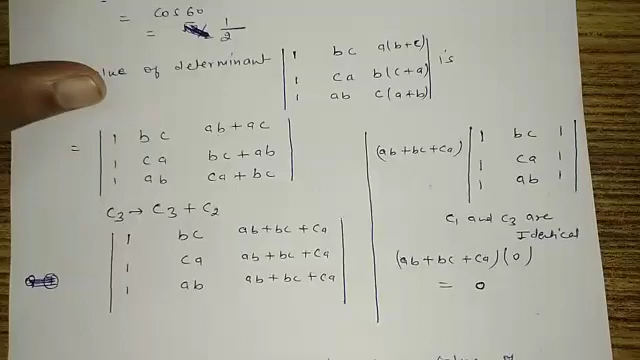 = cos 60
= 1/2
lue of determinant | 1 bc a(b+c) | is
| 1 ca b(c+a) |
| 1 ab c(a+b) |
= | 1 bc ab+ac |
| 1 ca bc+ab |
| 1 ab ca+bc |
C3 → C3 + C2
| 1 bc ab+bc+ca |
| 1 ca ab+bc+ca |
| 1 ab ab+bc+ca |
(ab+bc+ca) | 1 bc 1 |
| 1 ca 1 |
| 1 ab 1 |
C1 and C3 are
Identical
(ab+bc+ca)(0)
= 0